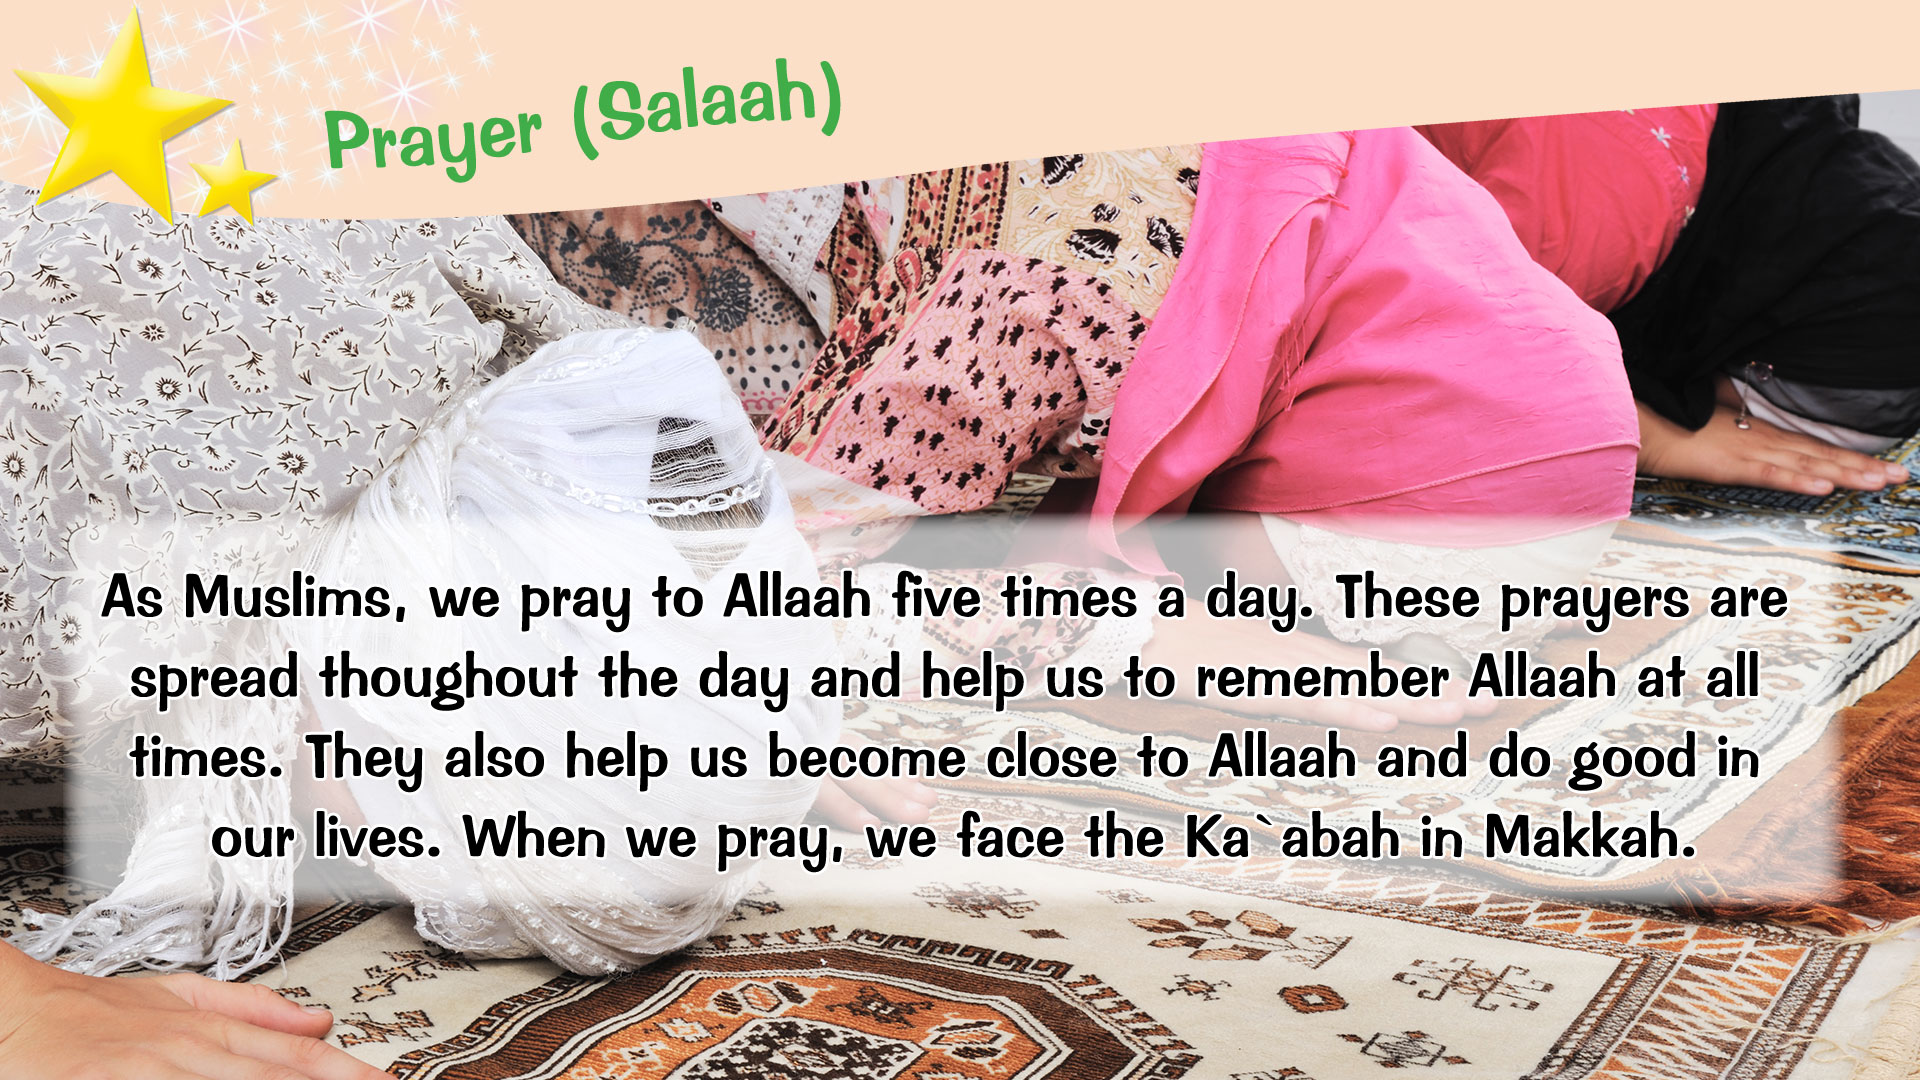 Prayer (Salaah)
As Muslims, we pray to Allaah five times a day. These prayers are
spread thoughout the day and help us to remember Allaah at all
times. They also help us become close to Allaah and do good in
our lives. When we pray, we face the Ka`abah in Makkah.